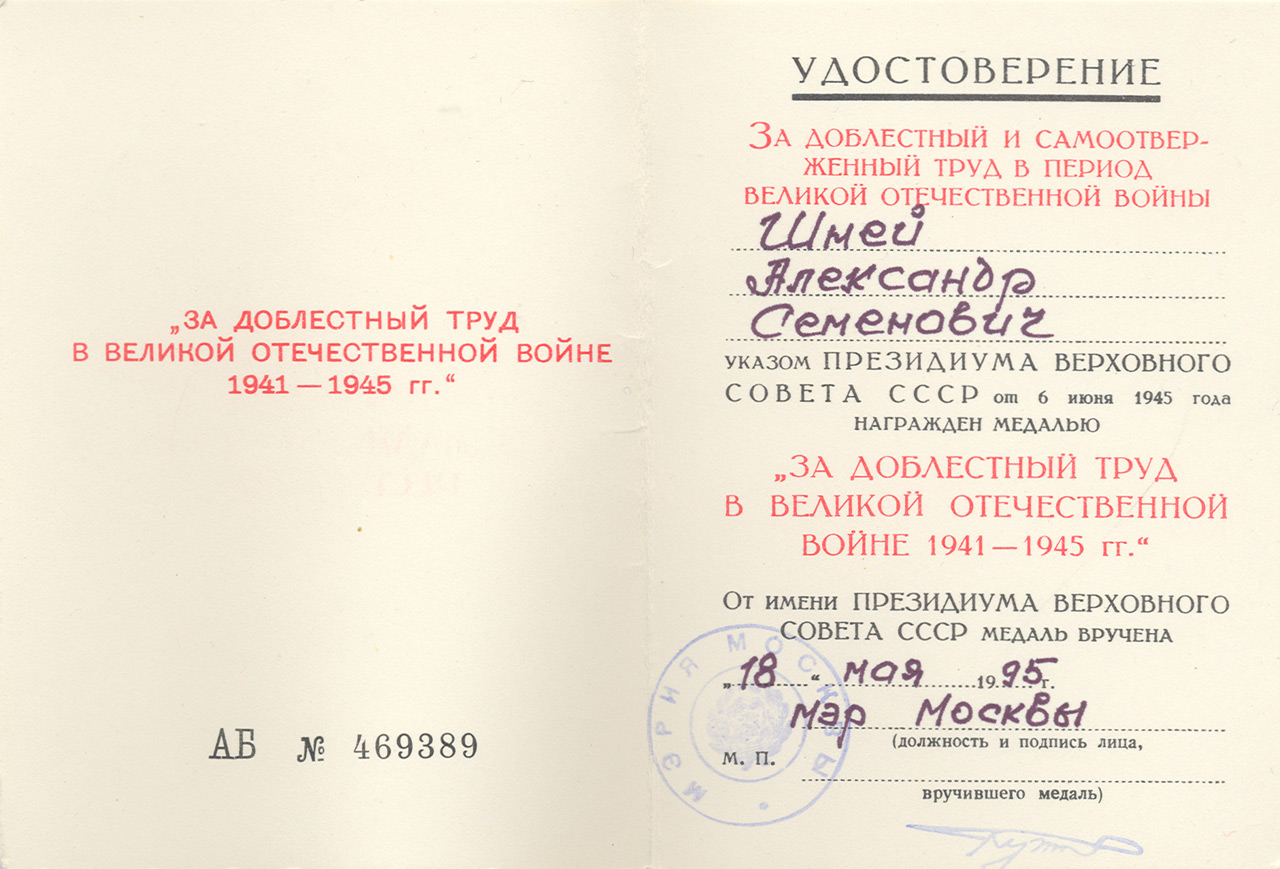 „ЗА ДОБЛЕСТНЫЙ ТРУД
В ВЕЛИКОЙ ОТЕЧЕСТВЕННОЙ ВОЙНЕ
1941 — 1945 гг.“
АБ № 469389
УДОСТОВЕРЕНИЕ
ЗА ДОБЛЕСТНЫЙ И САМООТВЕР-
ЖЕННЫЙ ТРУД В ПЕРИОД
ВЕЛИКОЙ ОТЕЧЕСТВЕННОЙ ВОЙНЫ
Шмей
Александр
Семенович
УКАЗОМ ПРЕЗИДИУМА ВЕРХОВНОГО
СОВЕТА СССР от 6 июня 1945 года
НАГРАЖДЕН МЕДАЛЬЮ
„ЗА ДОБЛЕСТНЫЙ ТРУД
В ВЕЛИКОЙ ОТЕЧЕСТВЕННОЙ
ВОЙНЕ 1941 — 1945 гг.“
ОТ ИМЕНИ ПРЕЗИДИУМА ВЕРХОВНОГО
СОВЕТА СССР МЕДАЛЬ ВРУЧЕНА
„18“ мая 1995 г.
мэр Москвы
(должность и подпись лица,
М. П.
вручившего медаль)
МЭРИЯ МОСКВЫ